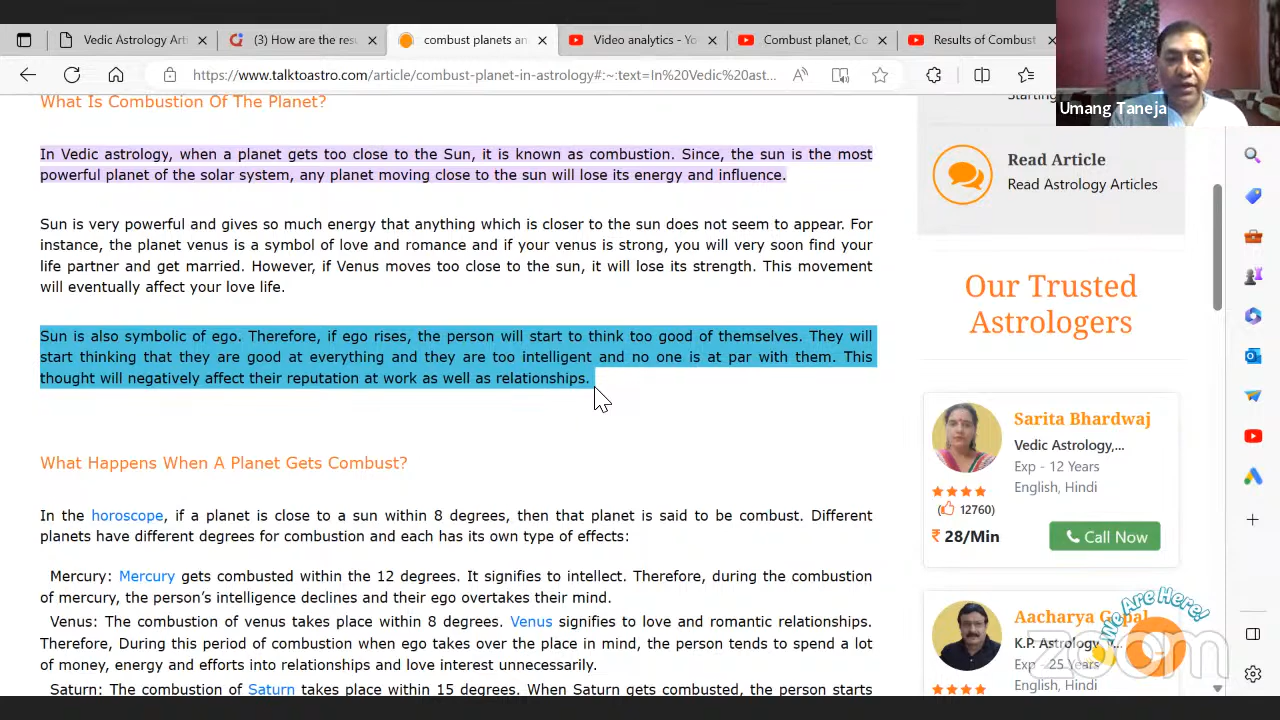 Vedic Astrology Arti
(3) How are the resu
combust planets an
Video analytics - Yo
Combust planet, Co
Results of Combust
https://www.talktoastro.com/article/combust-planet-in-astrology#:~:text=In%20Vedic%20ast...
Umang Taneja
What Is Combustion Of The Planet?
In Vedic astrology, when a planet gets too close to the Sun, it is known as combustion. Since, the sun is the most
powerful planet of the solar system, any planet moving close to the sun will lose its energy and influence.
Sun is very powerful and gives so much energy that anything which is closer to the sun does not seem to appear. For
instance, the planet venus is a symbol of love and romance and if your venus is strong, you will very soon find your
life partner and get married. However, if Venus moves too close to the sun, it will lose its strength. This movement
will eventually affect your love life.
Sun is also symbolic of ego. Therefore, if ego rises, the person will start to think too good of themselves. They will
start thinking that they are good at everything and they are too intelligent and no one is at par with them. This
thought will negatively affect their reputation at work as well as relationships.
What Happens When A Planet Gets Combust?
In the horoscope, if a planet is close to a sun within 8 degrees, then that planet is said to be combust. Different
planets have different degrees for combustion and each has its own type of effects:
Mercury: Mercury gets combusted within the 12 degrees. It signifies to intellect. Therefore, during the combustion
of mercury, the person's intelligence declines and their ego overtakes their mind.
Venus: The combustion of venus takes place within 8 degrees. Venus signifies to love and romantic relationships.
Therefore, During this period of combustion when ego takes over the place in mind, the person tends to spend a lot
of money, energy and efforts into relationships and love interest unnecessarily.
Saturn: The combustion of Saturn takes place within 15 degrees. When Saturn gets combusted, the person starts
Starting
Read Article
Read Astrology Articles
Our Trusted
Astrologers
Sarita Bhardwaj
Vedic Astrology,...
Exp - 12 Years
English, Hindi
(12760)
₹ 28/Min
Call Now
Aacharya Gopal
K.P. Astrology
Exp - 25 Years
English, Hindi
We Are Here!
zoom